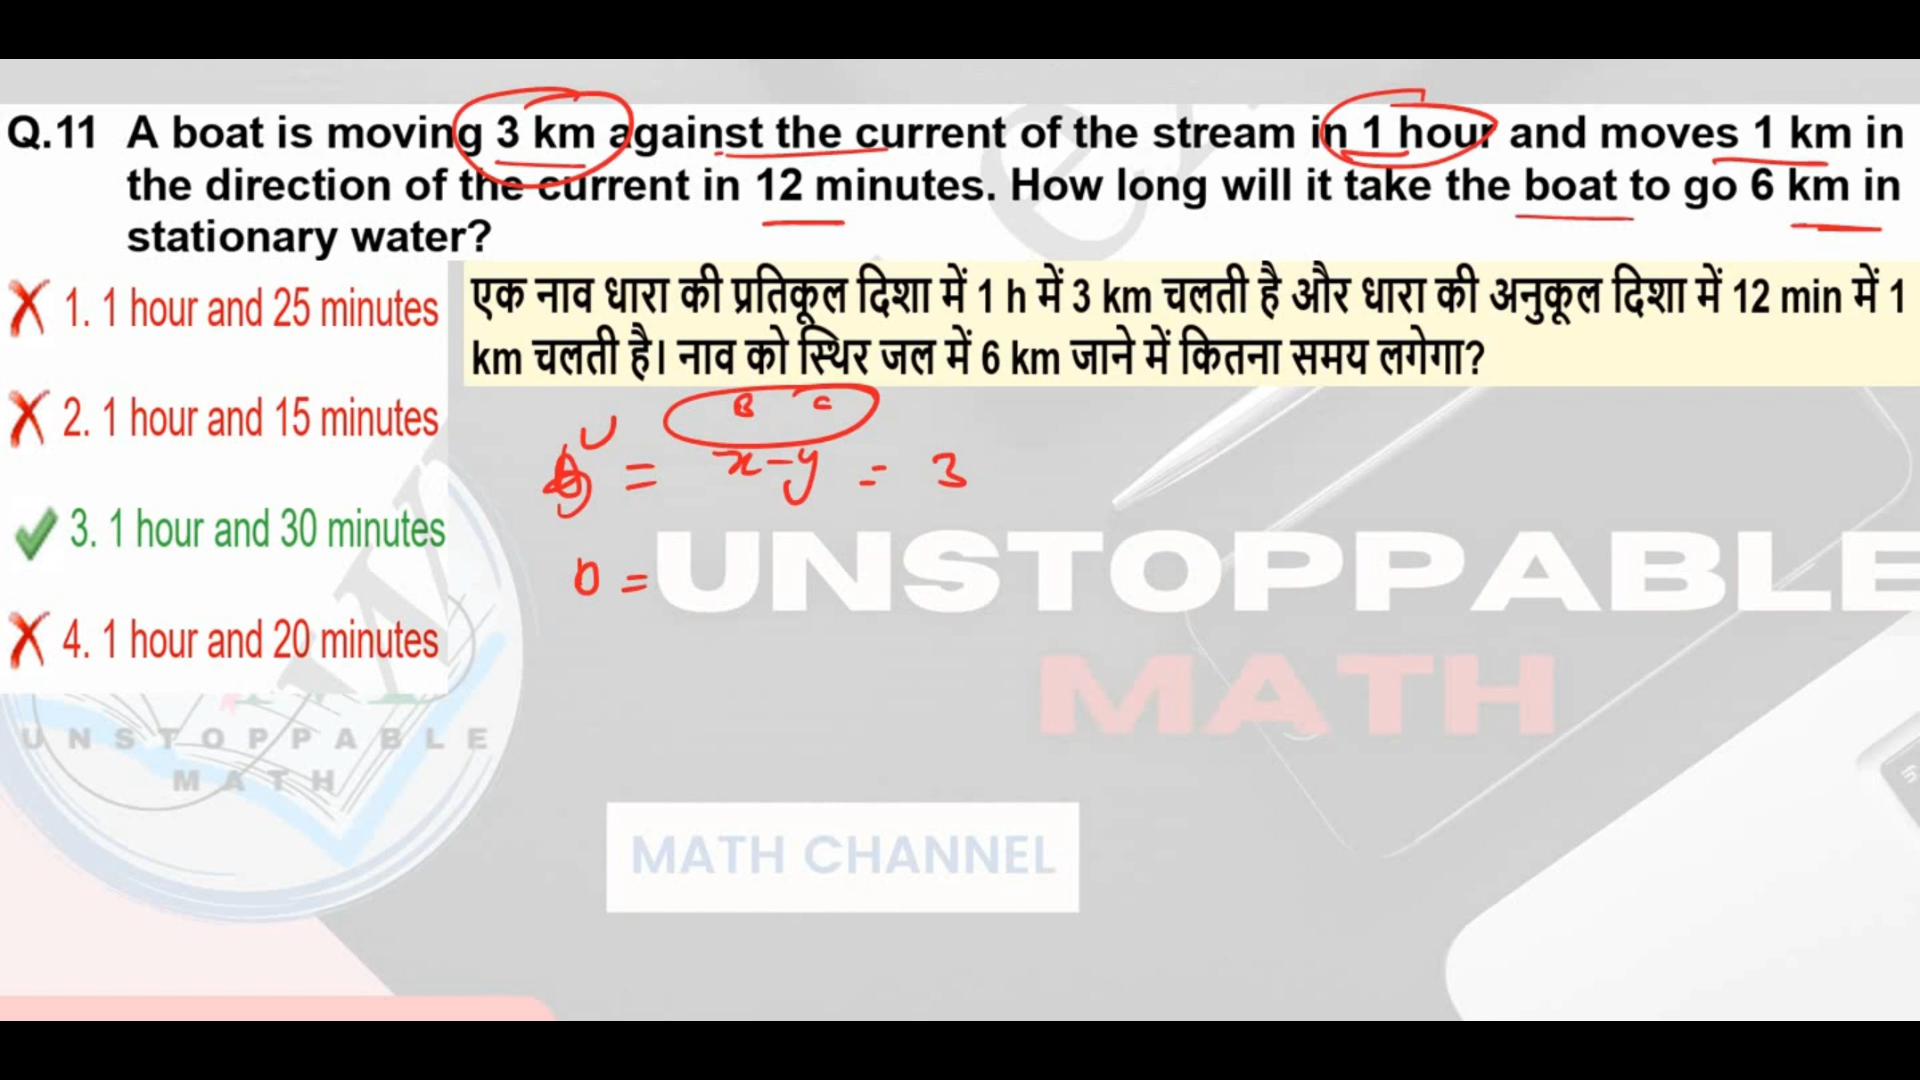 Q.11 A boat is moving 3 km against the current of the stream in 1 hour and moves 1 km in
the direction of the current in 12 minutes. How long will it take the boat to go 6 km in
stationary water?
एक नाव धारा की प्रतिकूल दिशा में 1 h में 3 km चलती है और धारा की अनुकूल दिशा में 12 min में 1
km चलती है। नाव को स्थिर जल में 6 km जाने में कितना समय लगेगा?
1. 1 hour and 25 minutes
2. 1 hour and 15 minutes
3. 1 hour and 30 minutes
4. 1 hour and 20 minutes
B C
U = x-y = 3
D =
UNSTOPPABLE
MATH
UNSTOPPABLE
MATH
MATH CHANNEL